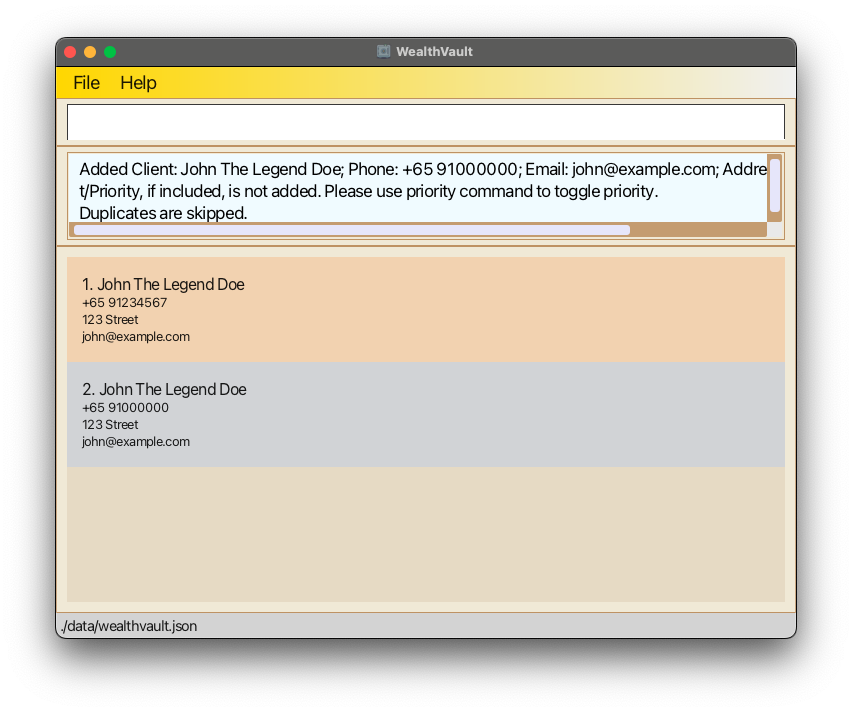 WealthVault
File Help
Added Client: John The Legend Doe; Phone: +65 91000000; Email: john@example.com; Addre
t/Priority, if included, is not added. Please use priority command to toggle priority.
Duplicates are skipped.
1. John The Legend Doe
+65 91234567
123 Street
john@example.com
2. John The Legend Doe
+65 91000000
123 Street
john@example.com
./data/wealthvault.json